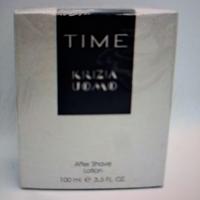 TIME
KRIZIA
UOMO
After Shave
Lotion
100 ml e 3,3 FL. OZ.